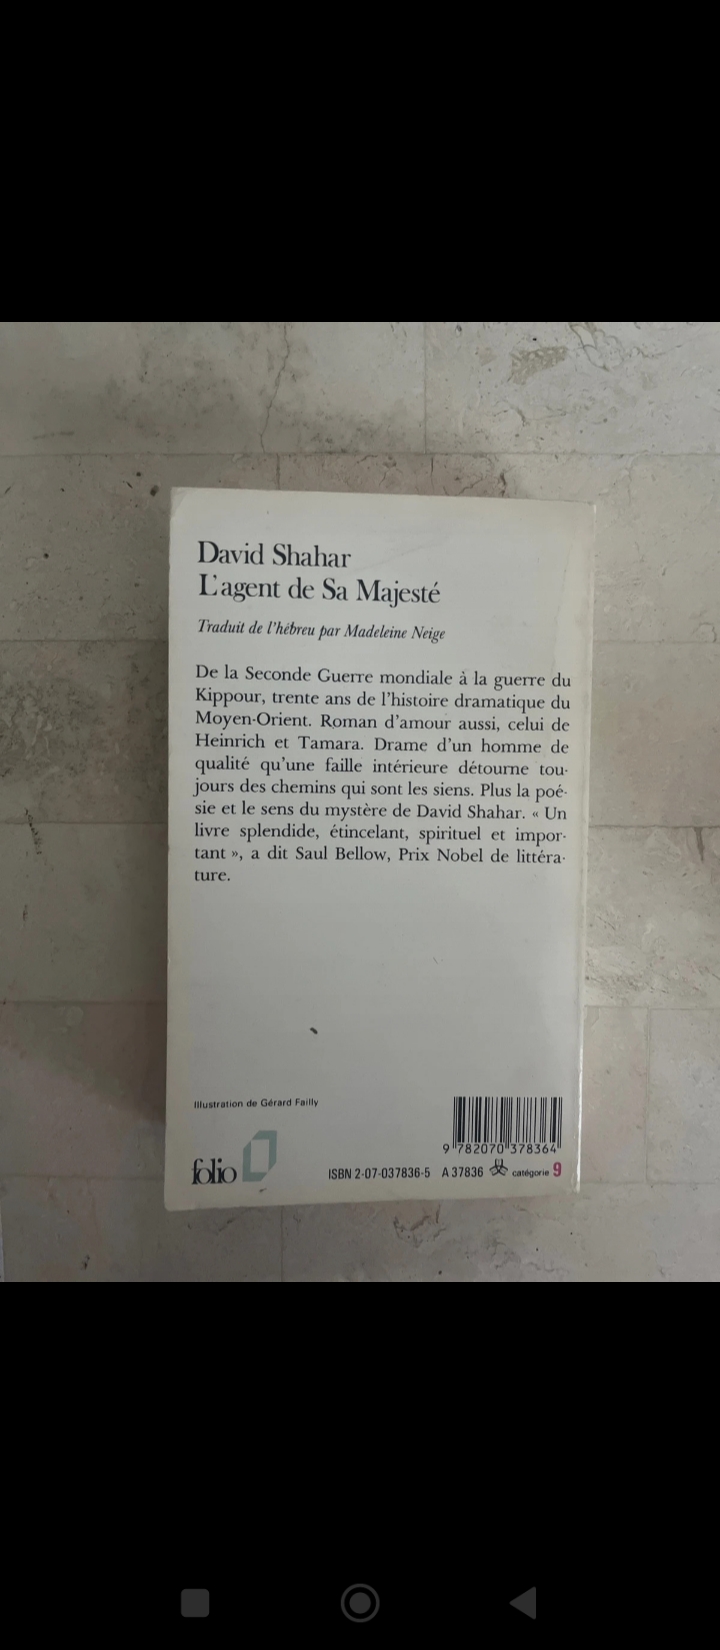 David Shahar
L'agent de Sa Majesté
Traduit de l'hébreu par Madeleine Neige
De la Seconde Guerre mondiale à la guerre du
Kippour, trente ans de l'histoire dramatique du
Moyen-Orient. Roman d'amour aussi, celui de
Heinrich et Tamara. Drame d'un homme de
qualité qu'une faille intérieure détourne tou-
jours des chemins qui sont les siens. Plus la poé-
sie et le sens du mystère de David Shahar. « Un
livre splendide, étincelant, spirituel et impor-
tant », a dit Saul Bellow, Prix Nobel de littéra-
ture.
Illustration de Gérard Failly
9 782070 378364
folio
ISBN 2-07-037836-5 A 37836 catégorie 9